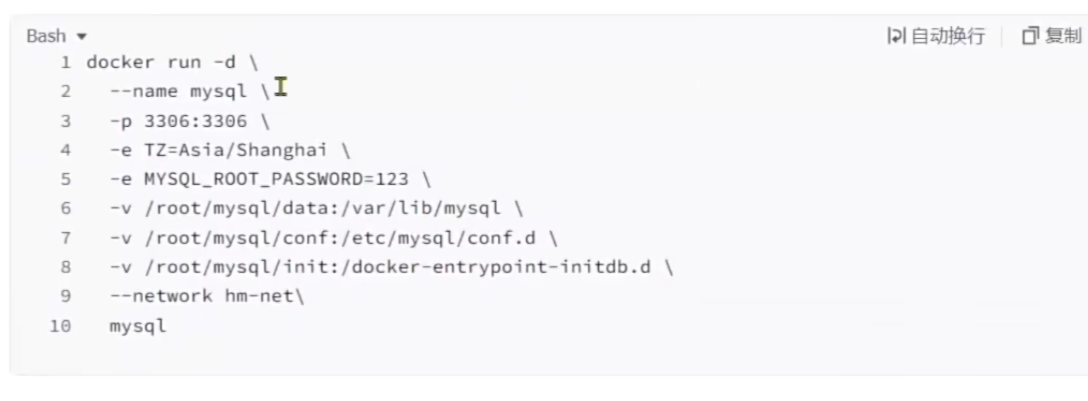 Bash 自动换行 复制
1 docker run -d \
2 --name mysql \
3 -p 3306:3306 \
4 -e TZ=Asia/Shanghai \
5 -e MYSQL_ROOT_PASSWORD=123 \
6 -v /root/mysql/data:/var/lib/mysql \
7 -v /root/mysql/conf:/etc/mysql/conf.d \
8 -v /root/mysql/init:/docker-entrypoint-initdb.d \
9 --network hm-net\
10 mysql